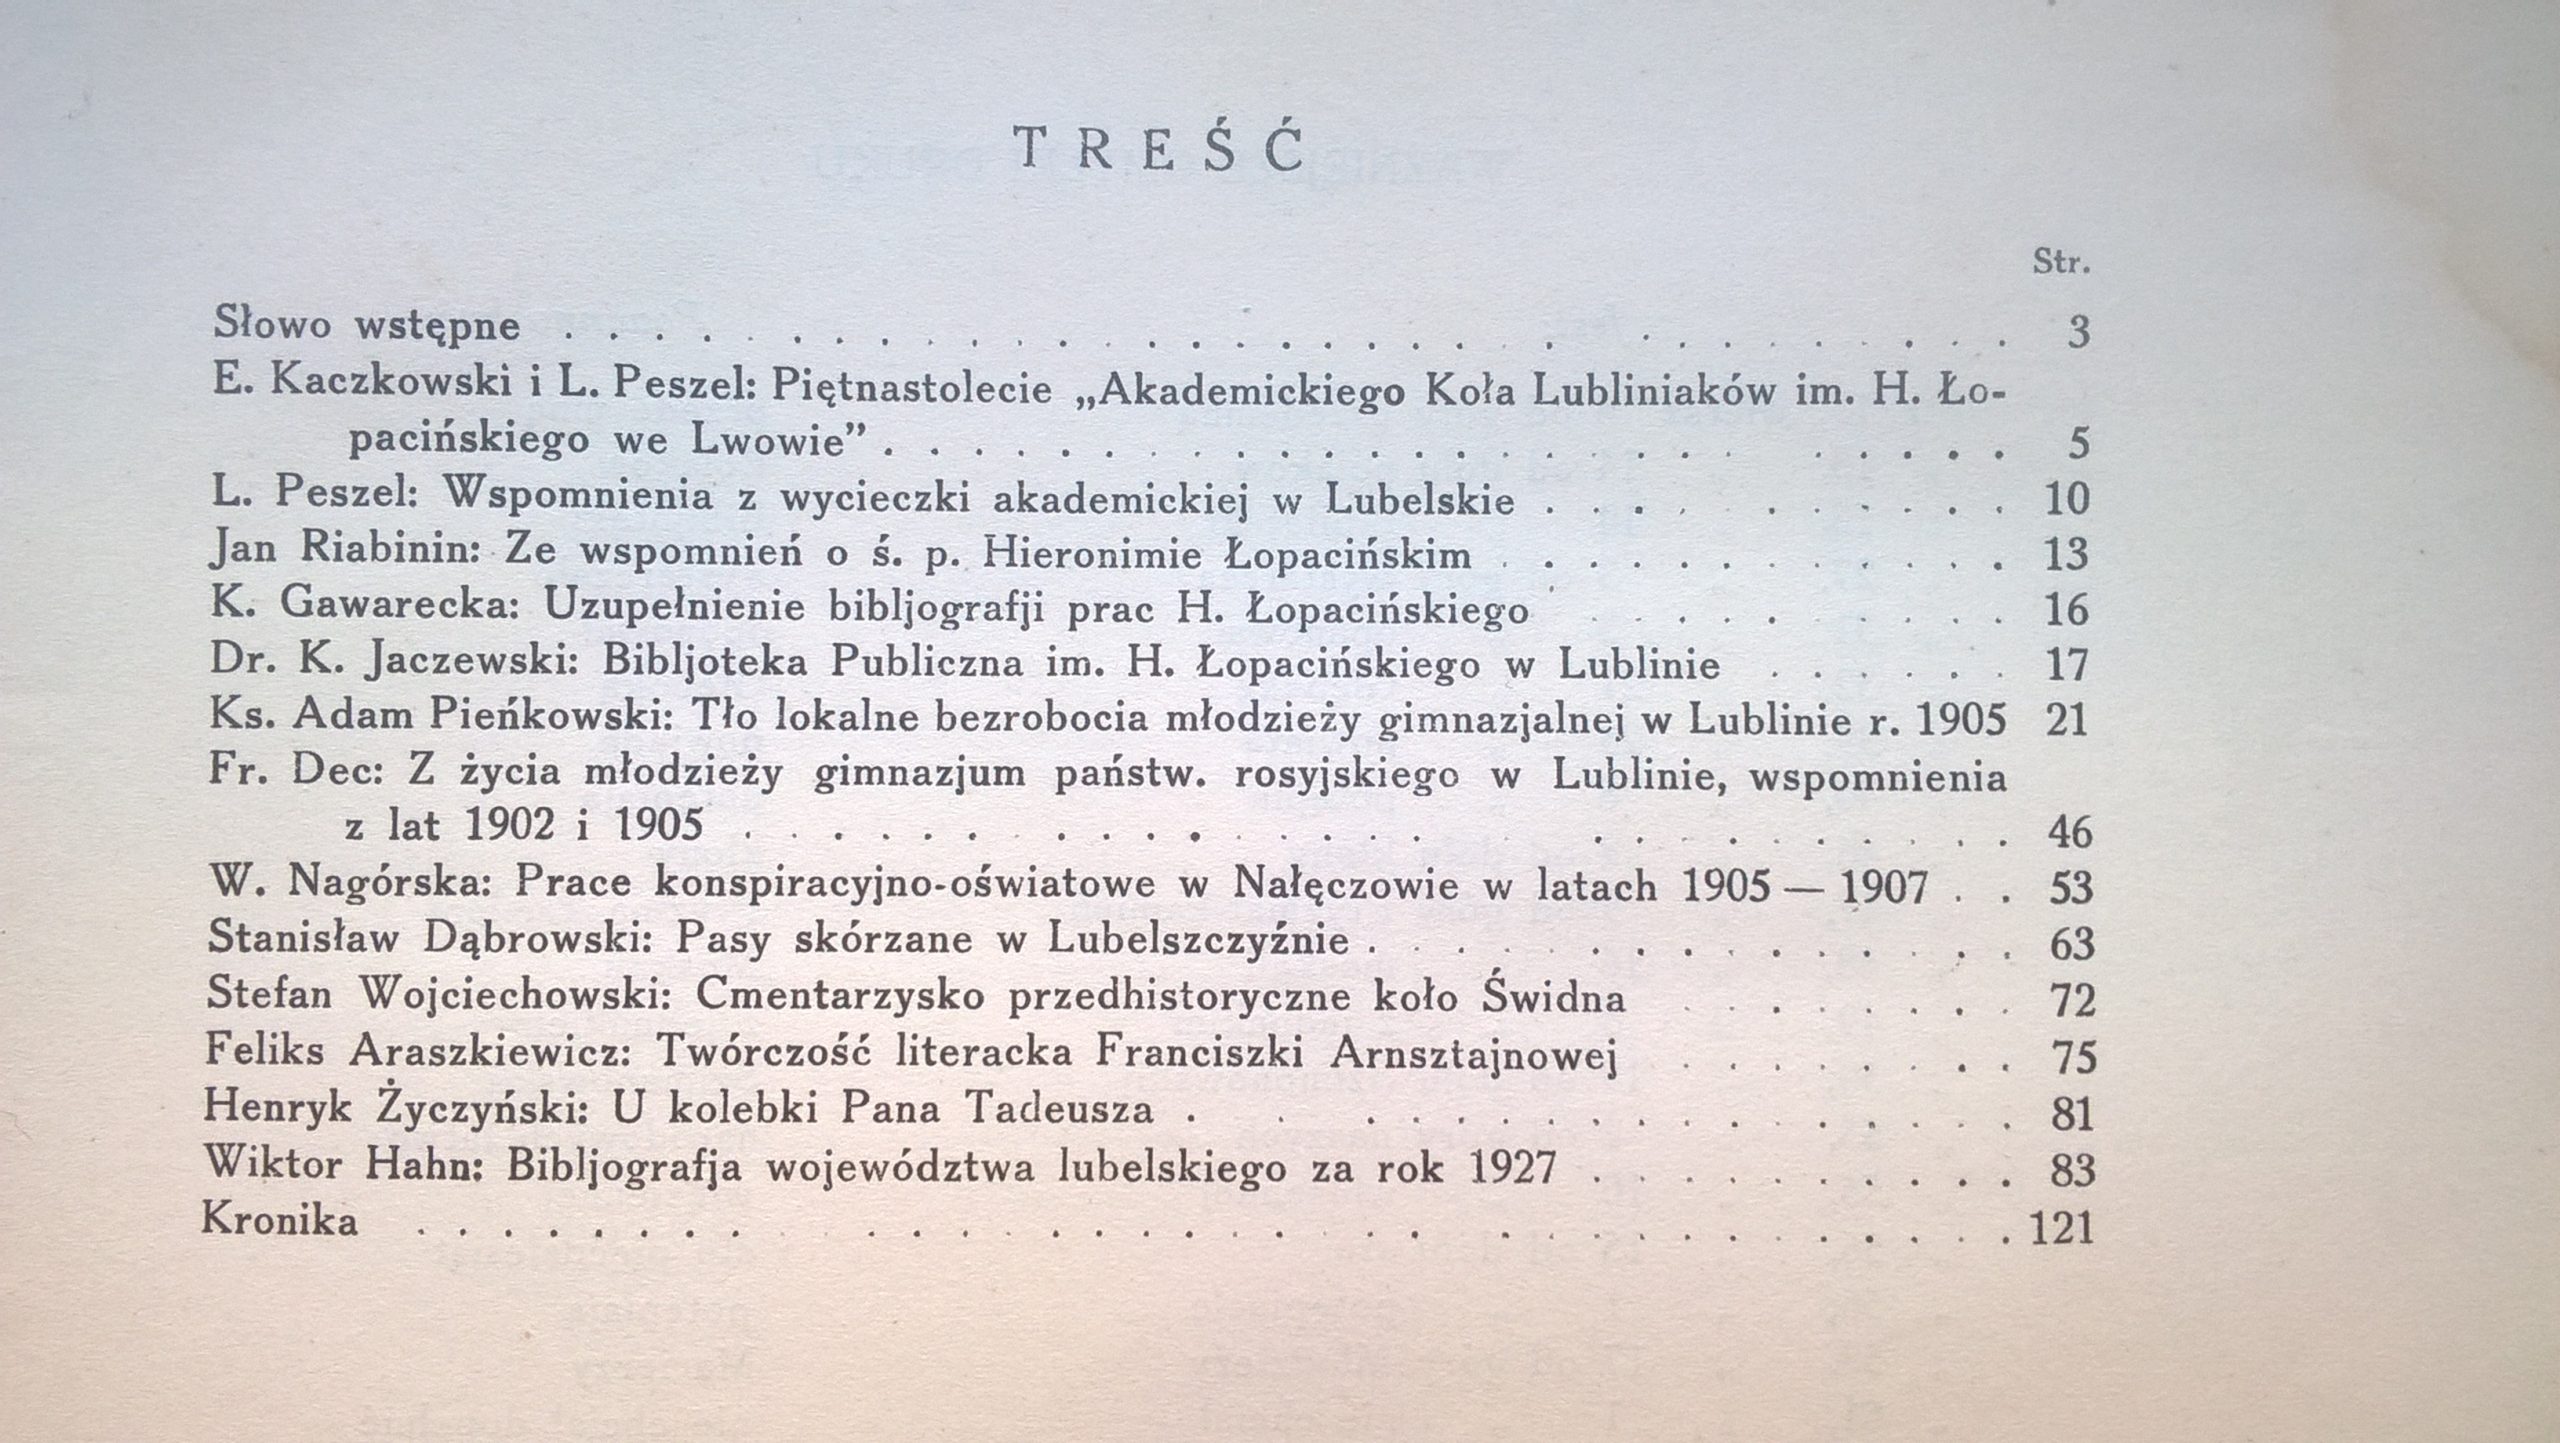 TREŚĆ
Str.
Słowo wstępne . . . . . . . . . . . . . . . . . . . . . . . . . . . . . . . 3
E. Kaczkowski i L. Peszel: Piętnastolecie „Akademickiego Koła Lubliniaków im. H. Ło-
pacińskiego we Lwowie” . . . . . . . . . . . . . . . . . . . . . . . . 5
L. Peszel: Wspomnienia z wycieczki akademickiej w Lubelskie . . . . . . . . . . 10
Jan Riabinin: Ze wspomnień o ś. p. Hieronimie Łopacińskim . . . . . . . . . . . . 13
K. Gawarecka: Uzupełnienie bibljografji prac H. Łopacińskiego . . . . . . . . . . 16
Dr. K. Jaczewski: Bibljoteka Publiczna im. H. Łopacińskiego w Lublinie . . . . . . 17
Ks. Adam Pieńkowski: Tło lokalne bezrobocia młodzieży gimnazjalnej w Lublinie r. 1905 21
Fr. Dec: Z życia młodzieży gimnazjum państw. rosyjskiego w Lublinie, wspomnienia
z lat 1902 i 1905 . . . . . . . . . . . . . . . . . . . . . . . . . . 46
W. Nagórska: Prace konspiracyjno-oświatowe w Nałęczowie w latach 1905 — 1907 . . 53
Stanisław Dąbrowski: Pasy skórzane w Lubelszczyźnie . . . . . . . . . . . . . . 63
Stefan Wojciechowski: Cmentarzysko przedhistoryczne koło Świdna . . . . . . . . 72
Feliks Araszkiewicz: Twórczość literacka Franciszki Arnsztajnowej . . . . . . . . 75
Henryk Życzyński: U kolebki Pana Tadeusza . . . . . . . . . . . . . . . . . 81
Wiktor Hahn: Bibljografja województwa lubelskiego za rok 1927 . . . . . . . . . . 83
Kronika . . . . . . . . . . . . . . . . . . . . . . . . . . . . . . . . . . 121